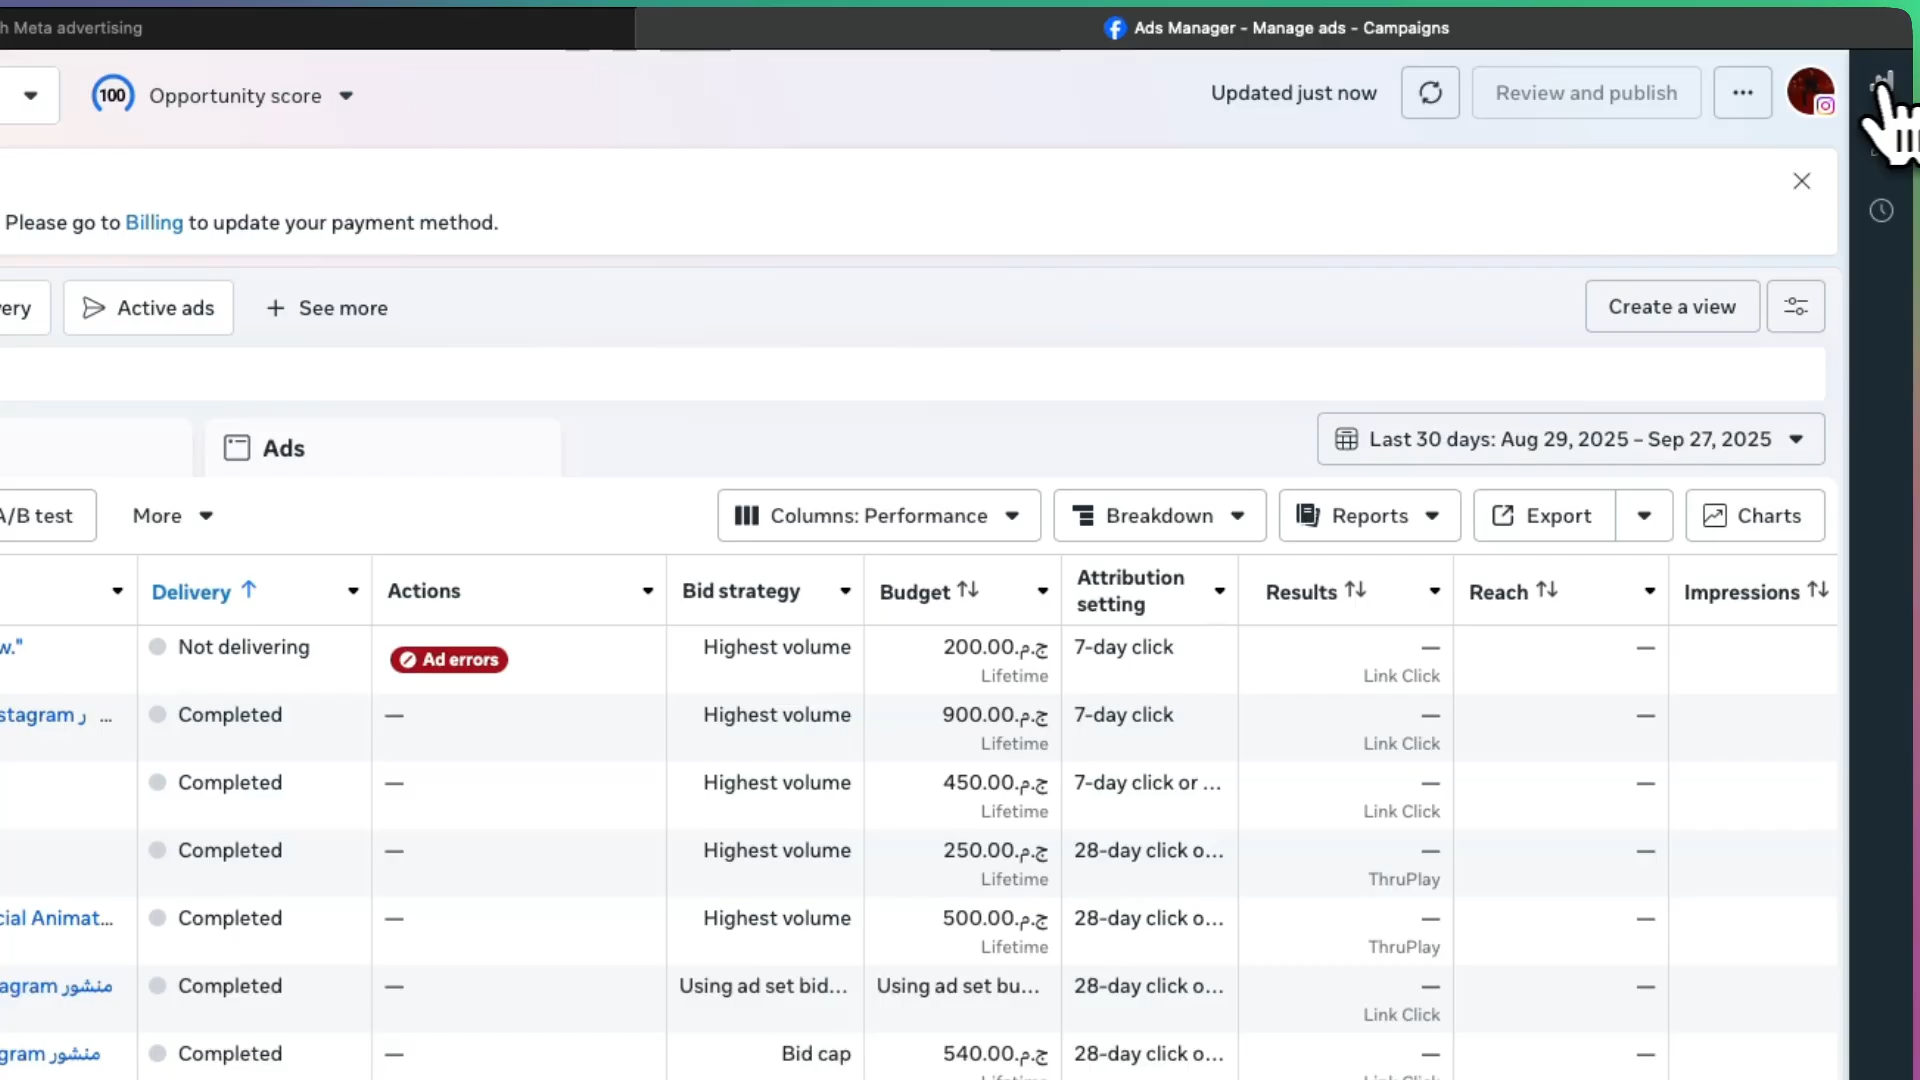 h Meta advertising
Ads Manager - Manage ads - Campaigns
100 Opportunity score
Updated just now
Review and publish
Please go to Billing to update your payment method.
ery
Active ads
+ See more
Create a view
Ads
Last 30 days: Aug 29, 2025 – Sep 27, 2025
A/B test
More
Columns: Performance
Breakdown
Reports
Export
Charts
Delivery
Actions
Bid strategy
Budget
Attribution setting
Results
Reach
Impressions
w."
Not delivering
Ad errors
Highest volume
200.00.ج.م
Lifetime
7-day click
—
Link Click
—
stagram ر ...
Completed
—
Highest volume
900.00.ج.م
Lifetime
7-day click
—
Link Click
—
Completed
—
Highest volume
450.00.ج.م
Lifetime
7-day click or ...
—
Link Click
—
Completed
—
Highest volume
250.00.ج.م
Lifetime
28-day click o...
—
ThruPlay
—
cial Animat...
Completed
—
Highest volume
500.00.ج.م
Lifetime
28-day click o...
—
ThruPlay
—
agram منشور
Completed
—
Using ad set bid...
Using ad set bu...
28-day click o...
—
Link Click
—
gram منشور
Completed
—
Bid cap
540.00.ج.م
Lifetime
28-day click o...
—
Link Click
—